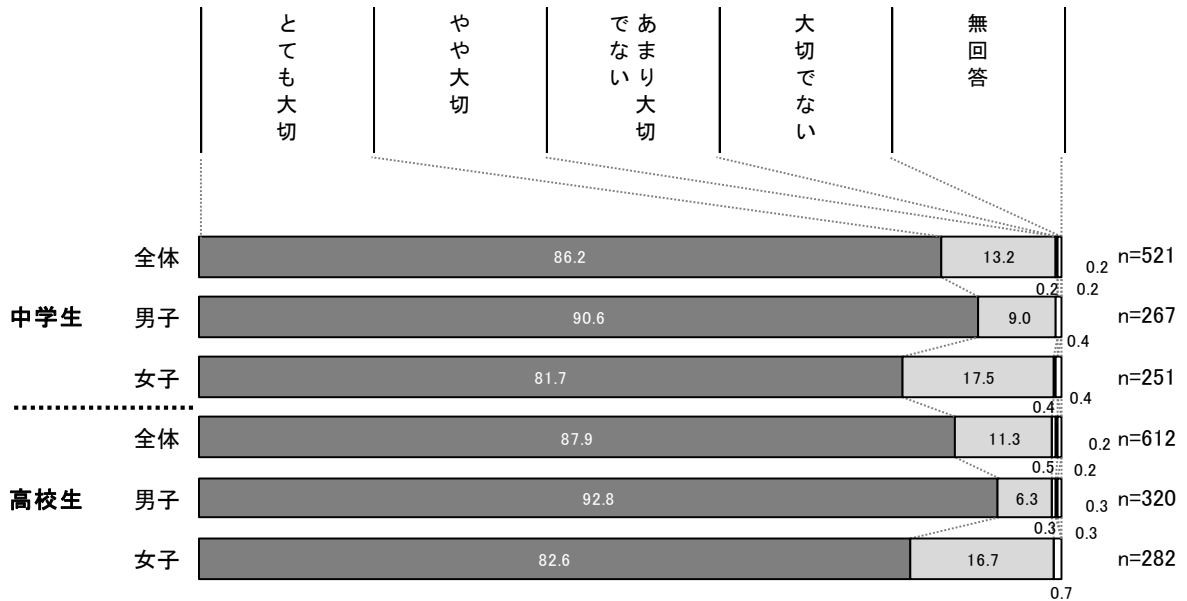 とても大切
やや大切
あまり大切
でない
大切でない
無回答
全体 86.2 13.2 0.2 n=521
0.2 0.2
中学生 男子 90.6 9.0 n=267
0.4
女子 81.7 17.5 0.4 n=251
0.4
全体 87.9 11.3 0.2 n=612
0.5 0.2
高校生 男子 92.8 6.3 0.3 n=320
0.3 0.3
女子 82.6 16.7 n=282
0.7